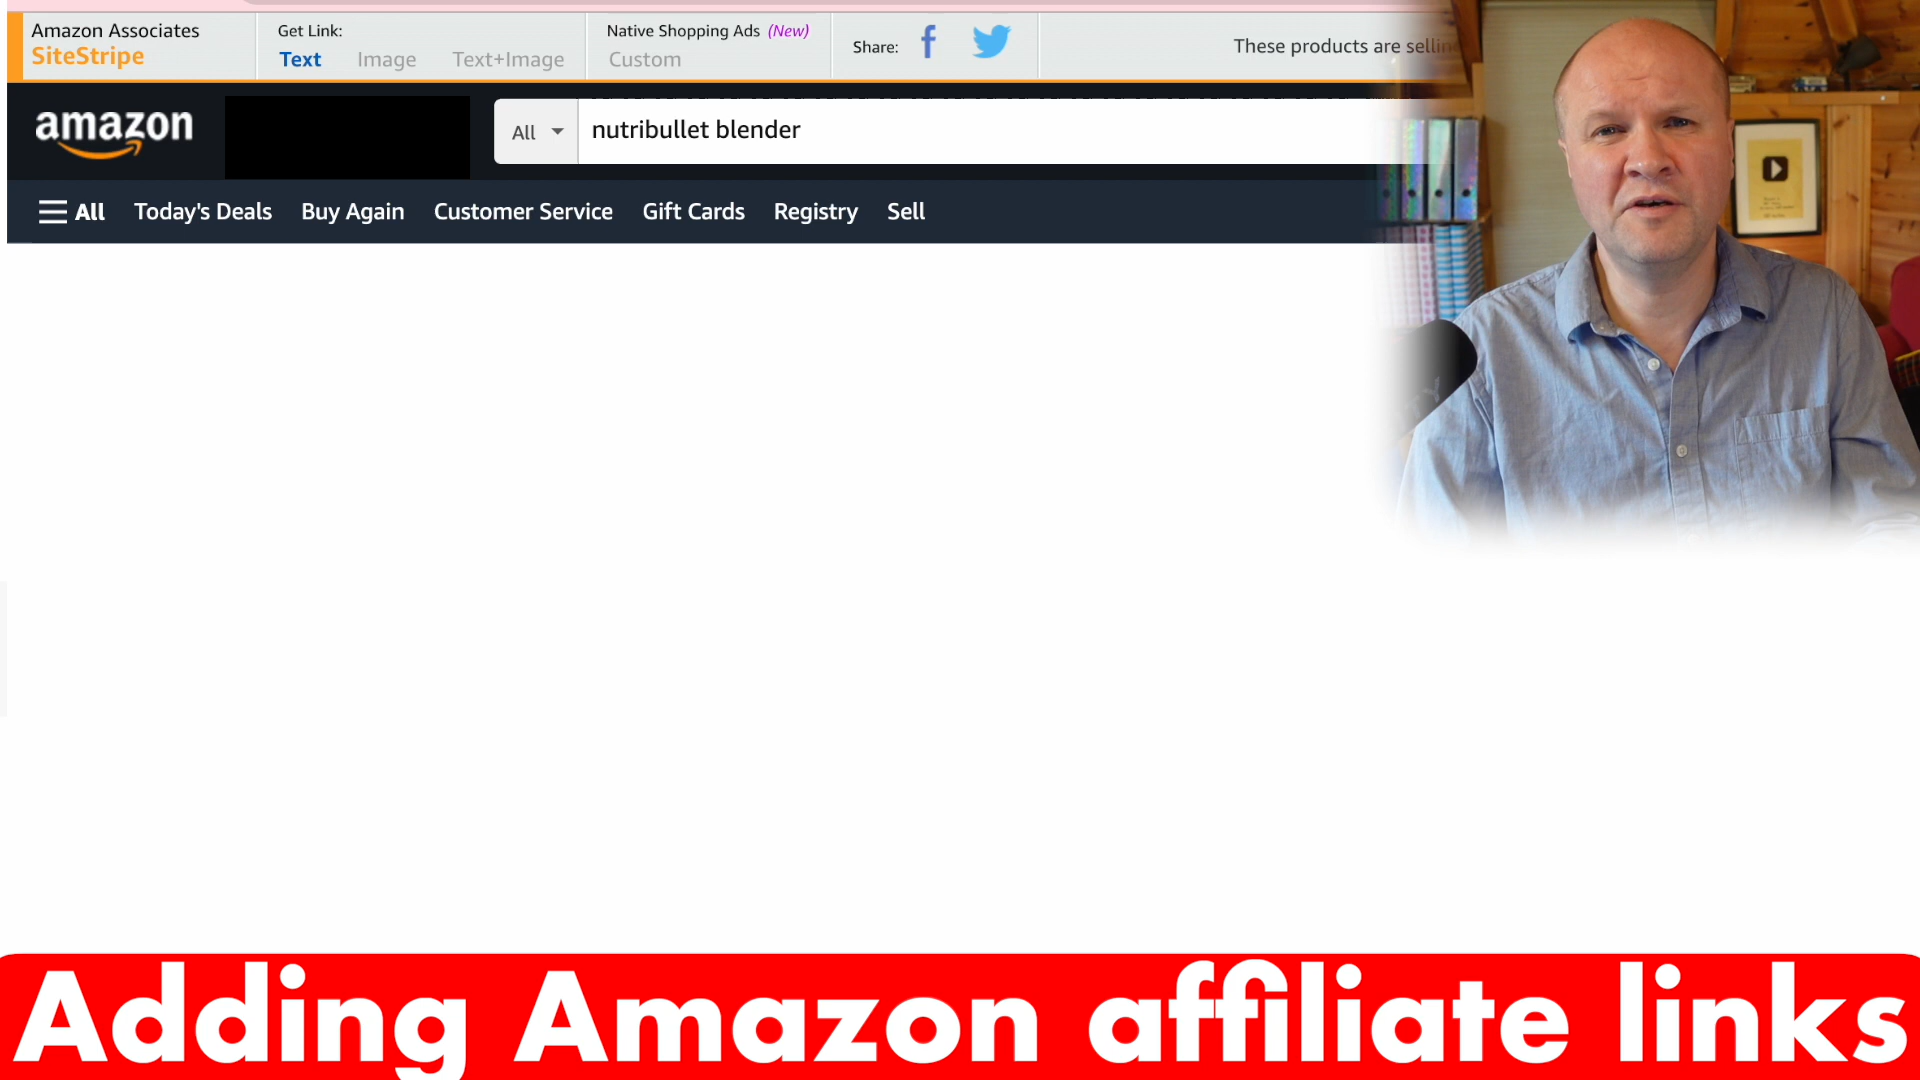 Amazon Associates
SiteStripe
Get Link:
Text Image Text+Image
Native Shopping Ads (New)
Custom
Share:
These products are sellin
amazon
All
nutribullet blender
All Today's Deals Buy Again Customer Service Gift Cards Registry Sell
Adding Amazon affiliate links